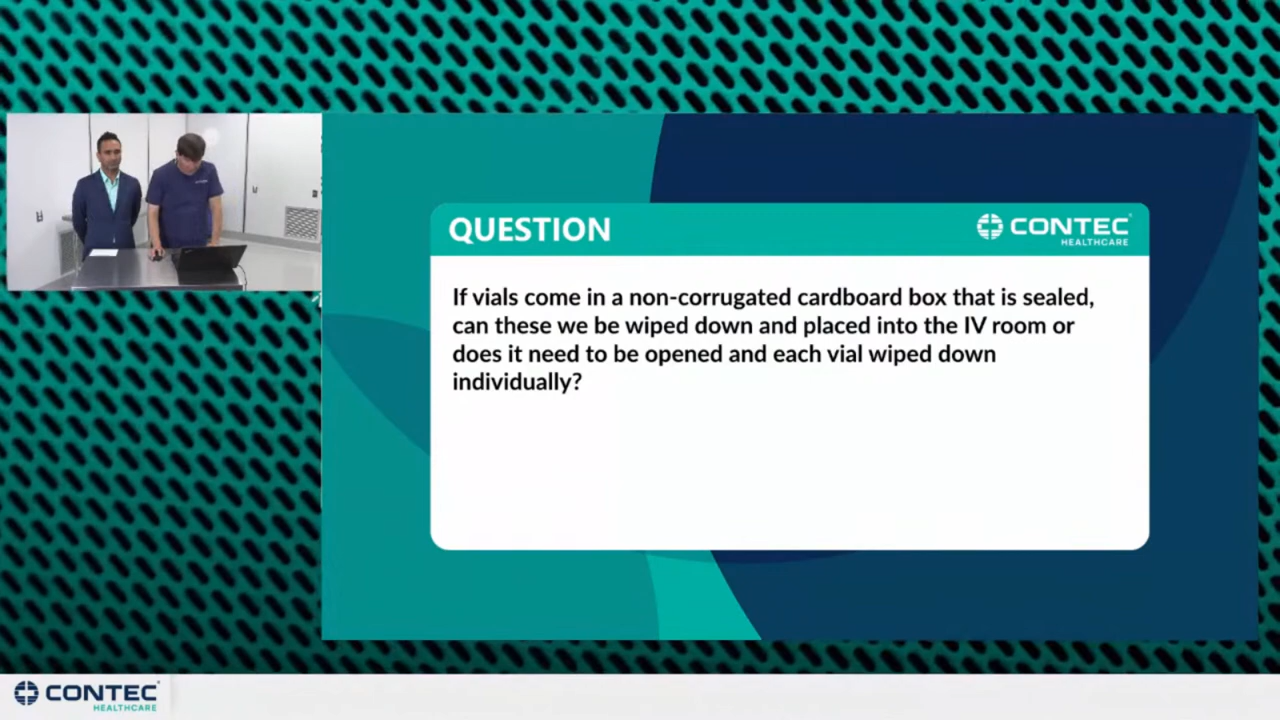 QUESTION
CONTEC
HEALTHCARE
If vials come in a non-corrugated cardboard box that is sealed,
can these we be wiped down and placed into the IV room or
does it need to be opened and each vial wiped down
individually?
CONTEC
HEALTHCARE